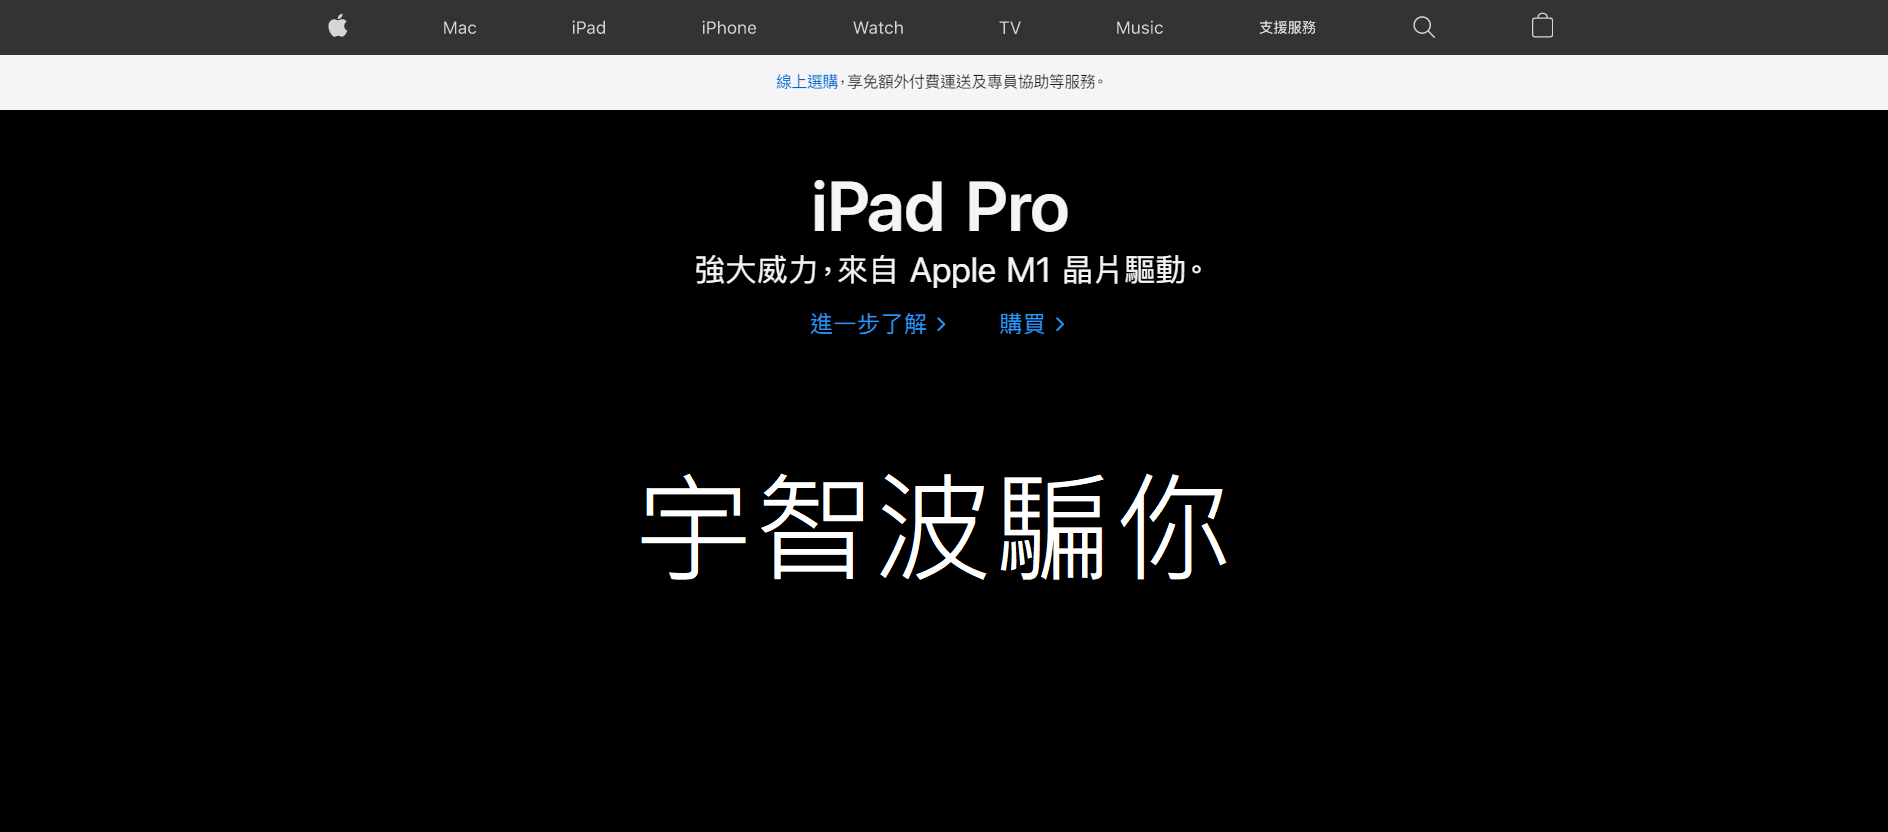 Mac iPad iPhone Watch TV Music 支援服務
線上選購，享免額外付費運送及專員協助等服務。
iPad Pro
強大威力，來自 Apple M1 晶片驅動。
進一步了解 > 購買 >
宇智波騙你